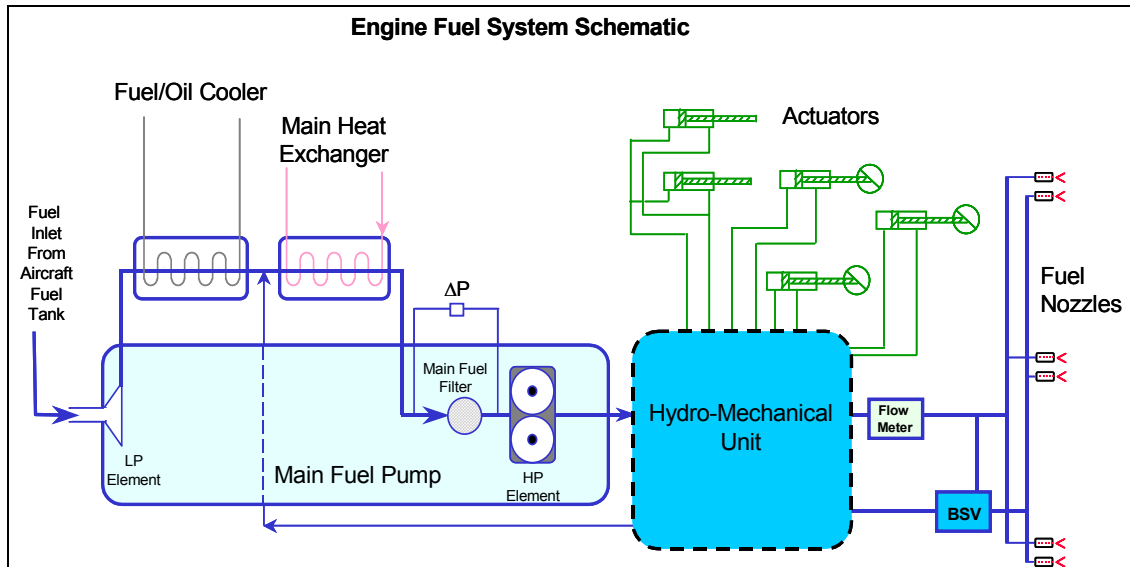 Engine Fuel System Schematic
Fuel/Oil Cooler
Main Heat
Exchanger
Actuators
Fuel
Inlet
From
Aircraft
Fuel
Tank
ΔP
Fuel
Nozzles
Main Fuel
Filter
Hydro-Mechanical
Unit
Flow
Meter
LP
Element
Main Fuel Pump
HP
Element
BSV